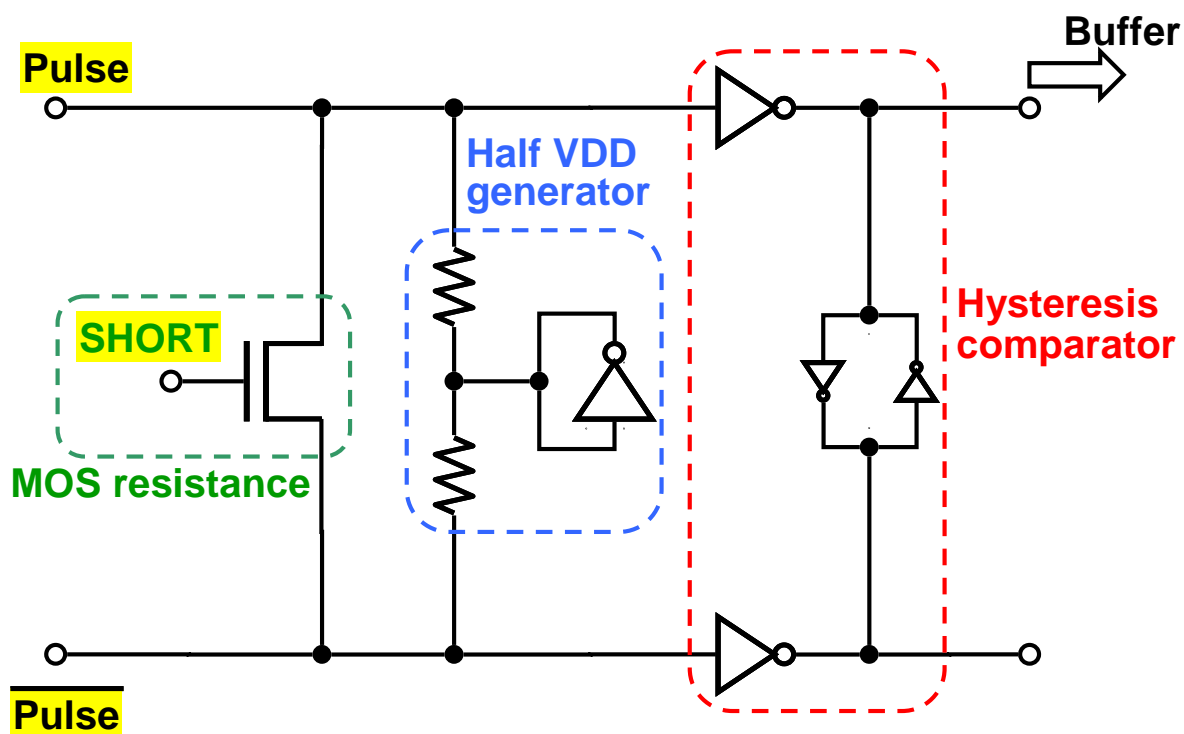 Buffer
Pulse
Half VDD
generator
SHORT
Hysteresis
comparator
MOS resistance
Pulse